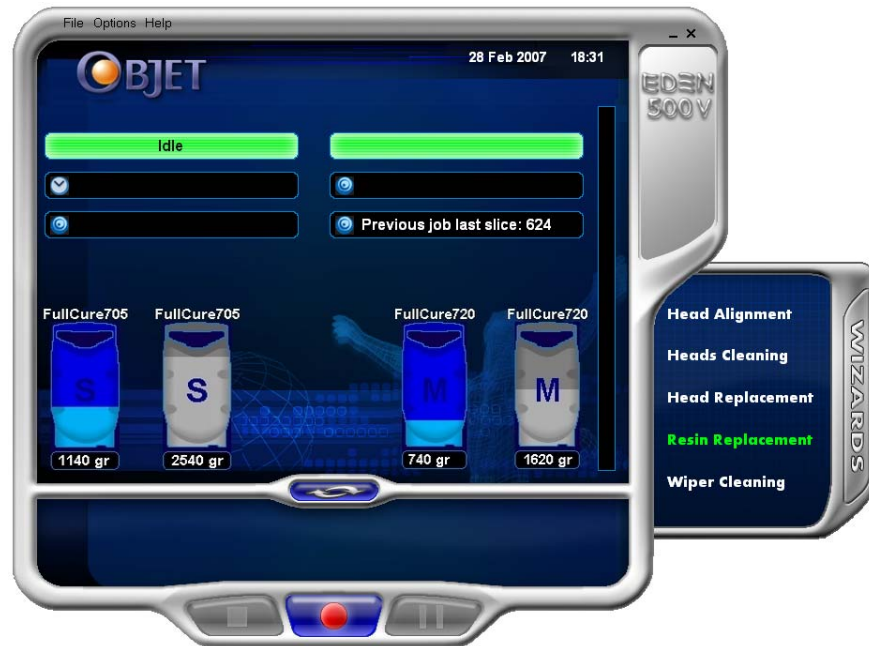 File Options Help
OBJET
28 Feb 2007 18:31
EDEN
500V
Idle
Previous job last slice: 624
FullCure705
FullCure705
FullCure720
FullCure720
S
S
M
M
1140 gr
2540 gr
740 gr
1620 gr
Head Alignment
Heads Cleaning
Head Replacement
Resin Replacement
Wiper Cleaning
WIZZARDS